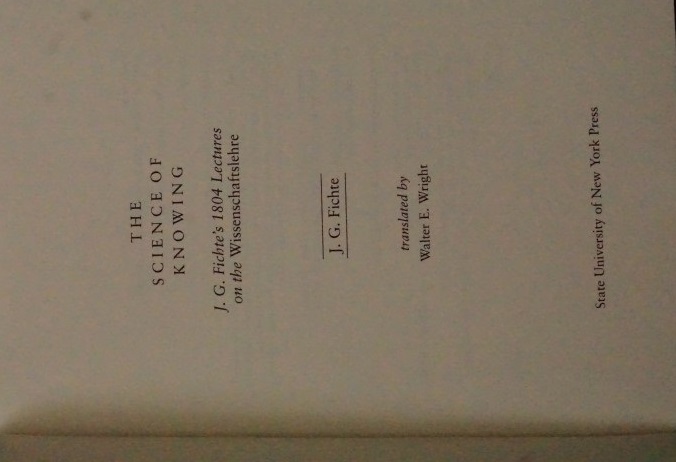 THE
SCIENCE OF
KNOWING
J. G. Fichte's 1804 Lectures
on the Wissenschaftslehre
J. G. Fichte
translated by
Walter E. Wright
State University of New York Press